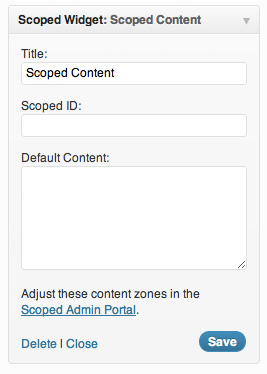 Scoped Widget: Scoped Content
Title:
Scoped Content
Scoped ID:
Default Content:
Adjust these content zones in the
Scoped Admin Portal.
Delete | Close
Save